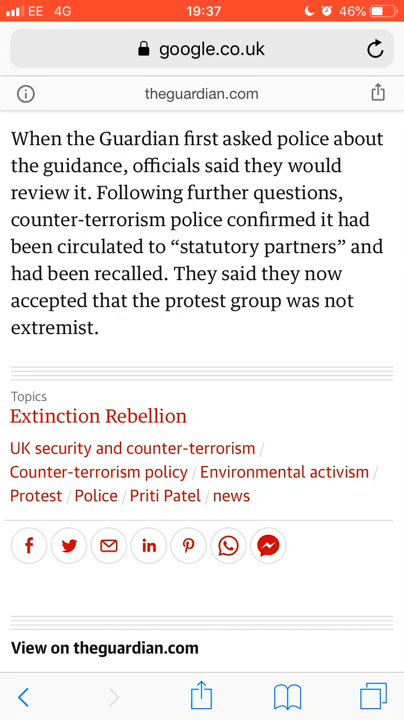 EE 4G 19:37 46%
google.co.uk
theguardian.com
When the Guardian first asked police about
the guidance, officials said they would
review it. Following further questions,
counter-terrorism police confirmed it had
been circulated to “statutory partners” and
had been recalled. They said they now
accepted that the protest group was not
extremist.
Topics
Extinction Rebellion
UK security and counter-terrorism /
Counter-terrorism policy / Environmental activism /
Protest / Police / Priti Patel / news
View on theguardian.com